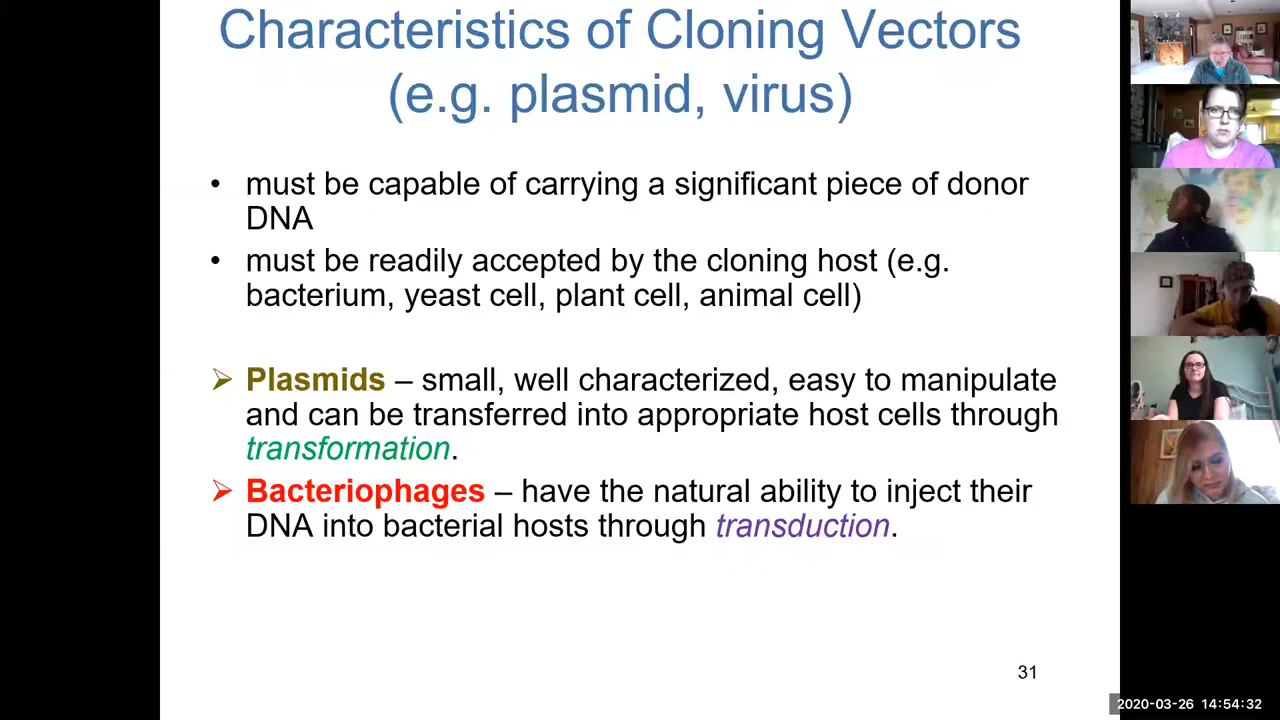 Characteristics of Cloning Vectors
(e.g. plasmid, virus)
• must be capable of carrying a significant piece of donor
DNA
• must be readily accepted by the cloning host (e.g.
bacterium, yeast cell, plant cell, animal cell)
➢ Plasmids – small, well characterized, easy to manipulate
and can be transferred into appropriate host cells through
transformation.
➢ Bacteriophages – have the natural ability to inject their
DNA into bacterial hosts through transduction.
31
2020-03-26 14:54:32